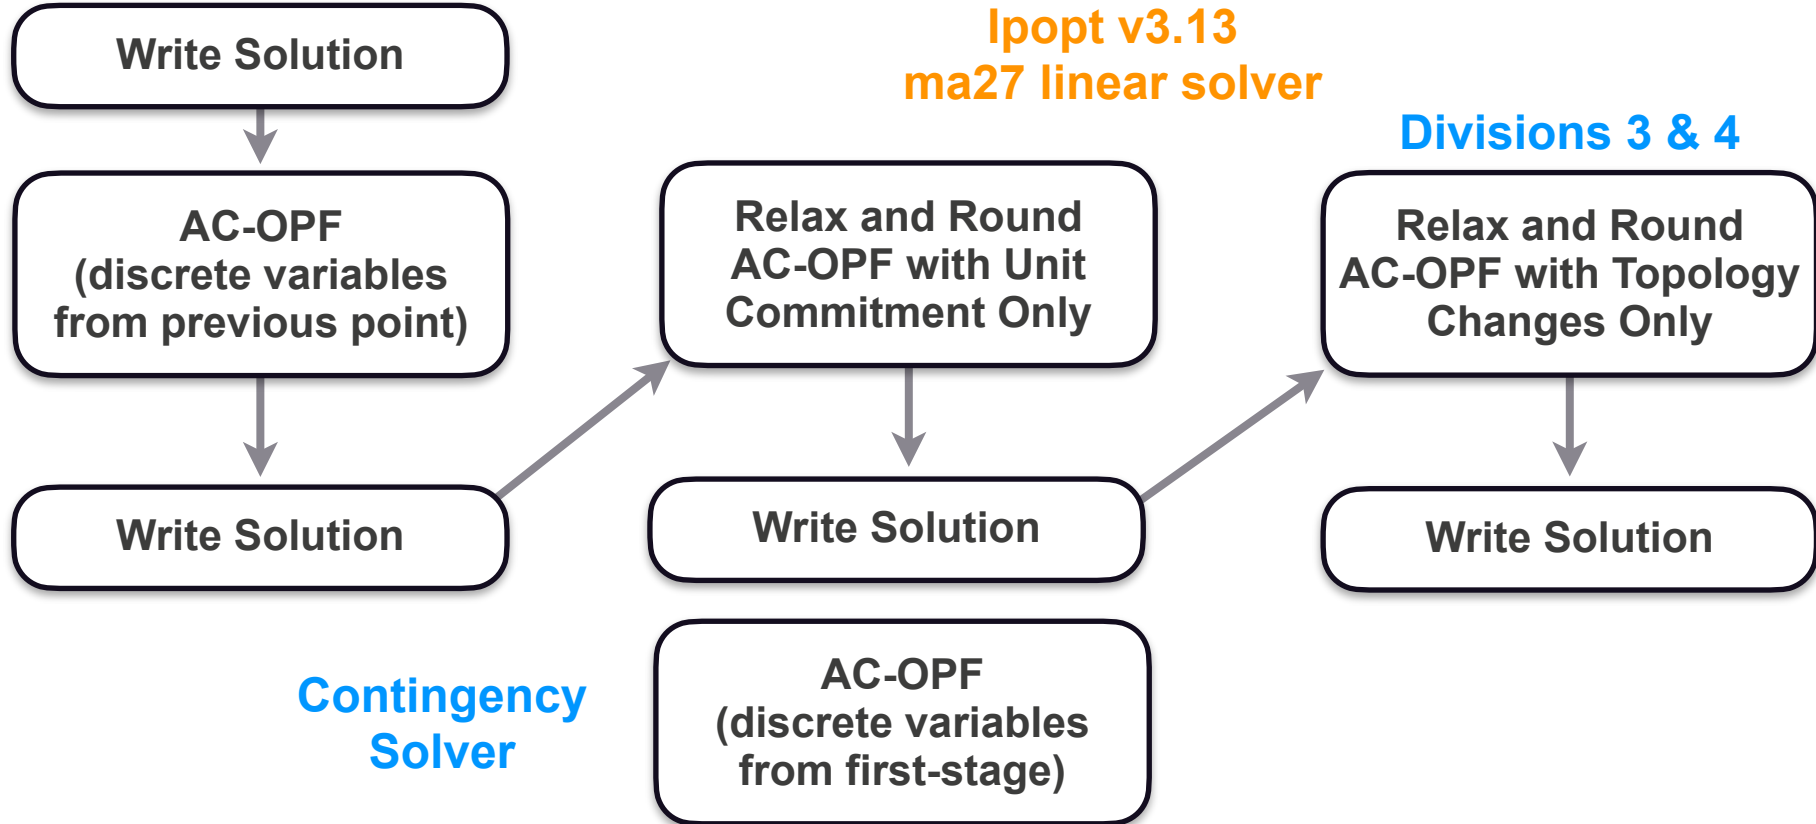 Write Solution
Ipopt v3.13
ma27 linear solver
Divisions 3 & 4
AC-OPF
(discrete variables
from previous point)
Relax and Round
AC-OPF with Unit
Commitment Only
Relax and Round
AC-OPF with Topology
Changes Only
Write Solution
Write Solution
Write Solution
Contingency
Solver
AC-OPF
(discrete variables
from first-stage)